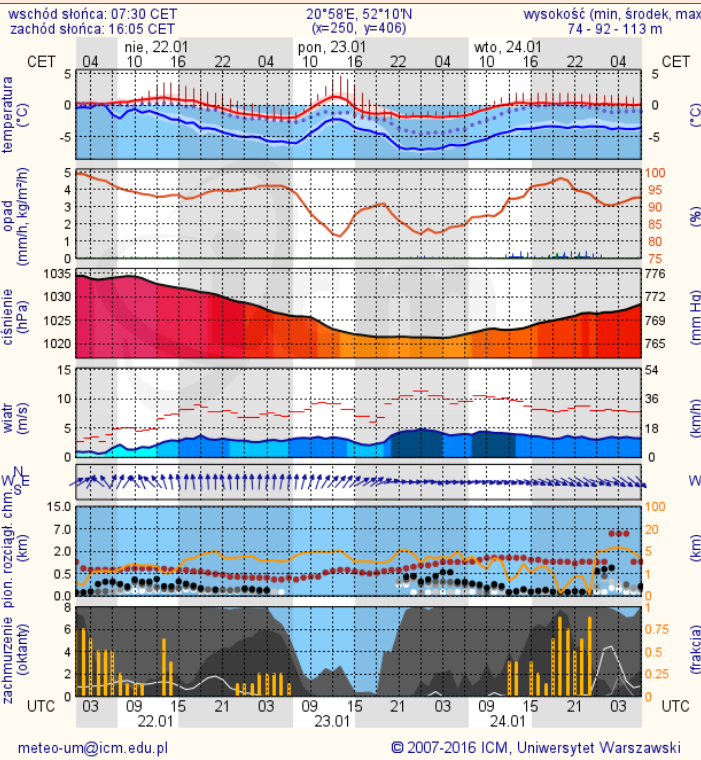 wschód słońca: 07:30 CET 20°58'E, 52°10'N wysokość (min, środek, max
zachód słońca: 16:05 CET (x=250, y=406) 74 - 92 - 113 m
nie, 22.01 pon, 23.01 wto, 24.01
CET 04 10 16 22 04 10 16 22 04 10 16 22 04 CET
temperatura (°C) 5 0 -5 5 0 -5 (°C)
opad (mm/h, kg/m²/h) 5 4 3 2 1 0 100 95 90 85 80 75 (%)
ciśnienie (hPa) 1035 1030 1025 1020 776 772 769 765 (mm Hg)
wiatr (m/s) 15 10 5 0 54 36 18 0 (km/h)
N W E S W
pion. rozciągł. chm. (km) 15.0 7.0 2.0 0.5 0.0 100 20 5 1 0 (km)
zachmurzenie (oktanty) 8 6 4 2 0 1 0.75 0.5 0.25 0 (frakcja)
UTC 03 09 15 21 03 09 15 21 03 09 15 21 03 UTC
22.01 23.01 24.01
meteo-um@icm.edu.pl © 2007-2016 ICM, Uniwersytet Warszawski